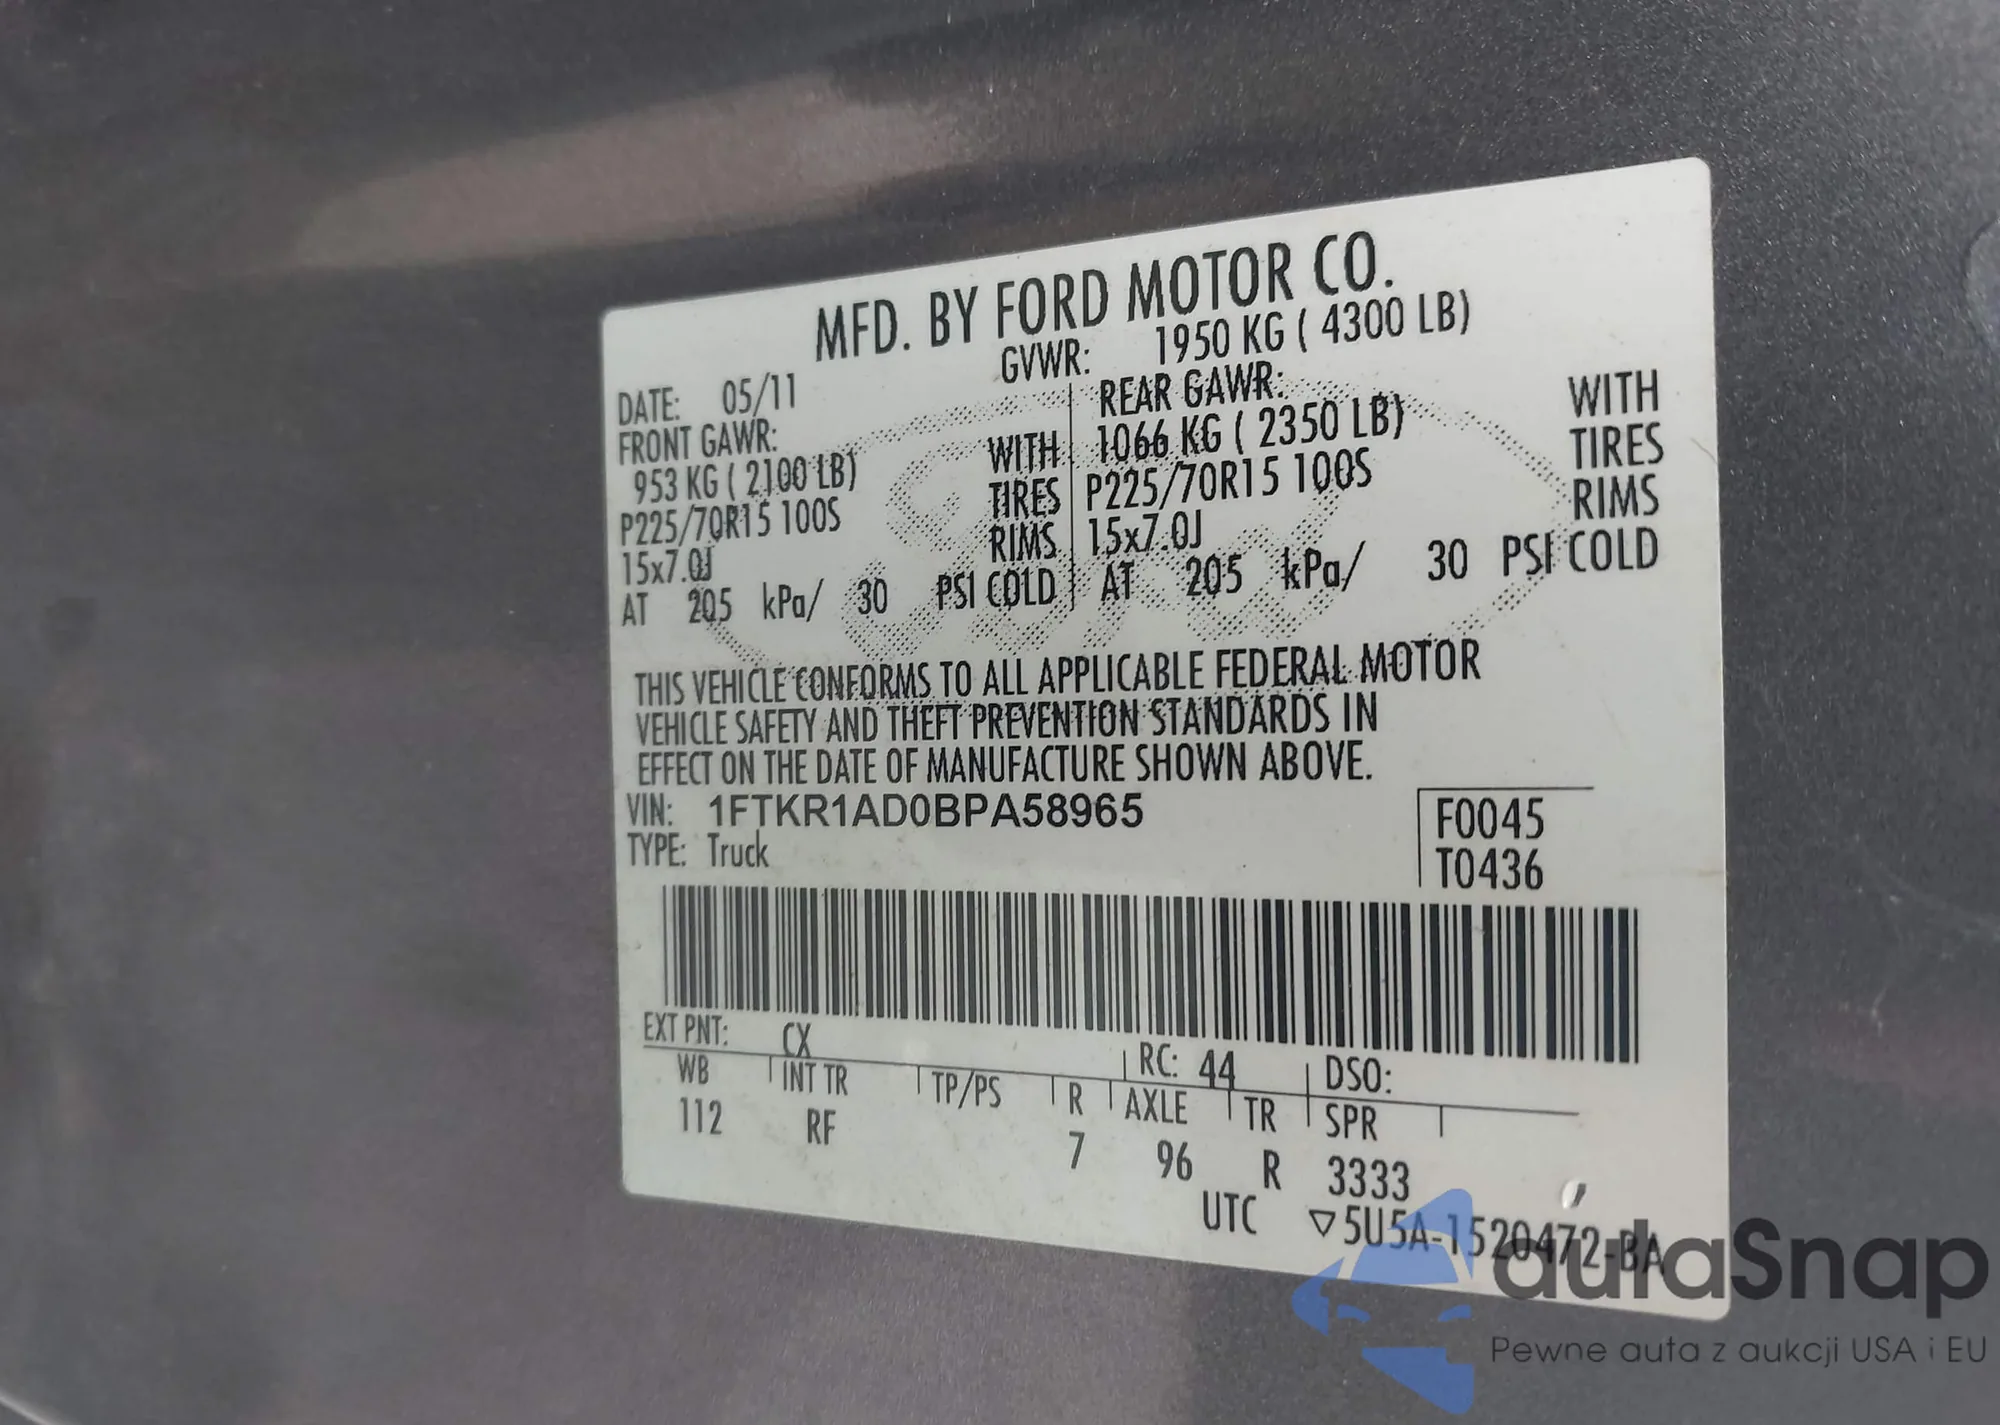 MFD. BY FORD MOTOR CO.
DATE: 05/11 GVWR: 1950 KG ( 4300 LB)
FRONT GAWR: REAR GAWR:
953 KG ( 2100 LB) WITH 1066 KG ( 2350 LB) WITH
P225/70R15 100S TIRES P225/70R15 100S TIRES
15x7.0J RIMS 15x7.0J RIMS
AT 205 kPa/ 30 PSI COLD AT 205 kPa/ 30 PSI COLD
THIS VEHICLE CONFORMS TO ALL APPLICABLE FEDERAL MOTOR
VEHICLE SAFETY AND THEFT PREVENTION STANDARDS IN
EFFECT ON THE DATE OF MANUFACTURE SHOWN ABOVE.
VIN: 1FTKR1AD0BPA58965 F0045
TYPE: Truck T0436
EXT PNT: CX RC: 44 DSO:
WB INT TR TP/PS R AXLE TR SPR
112 RF 7 96 R 3333
UTC ▽5U5A-1520472-BA
autaSnap
Pewne auta z aukcji USA i EU